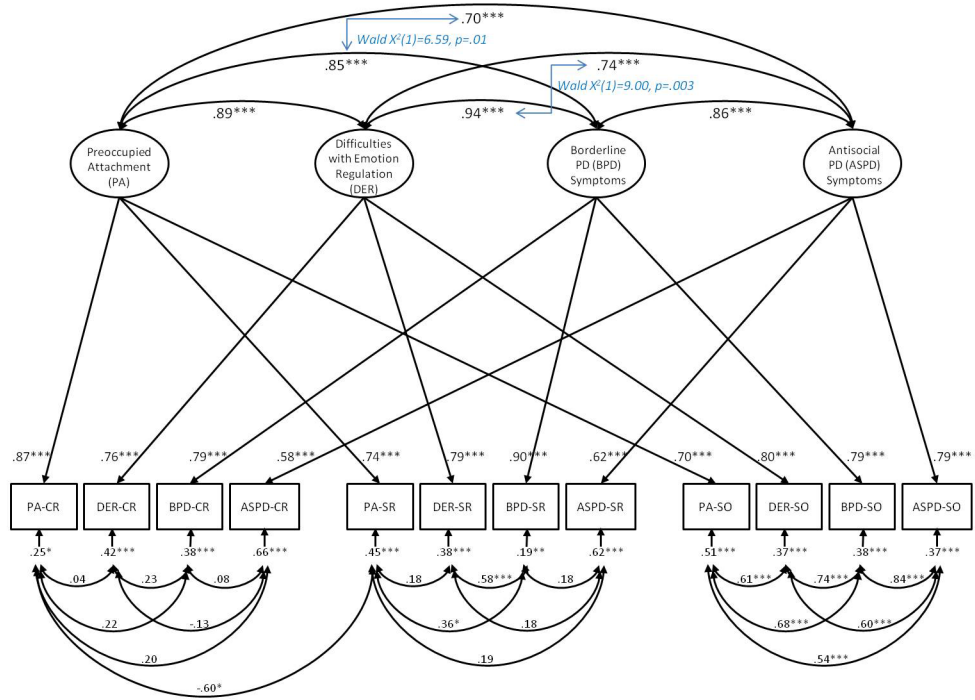 .70***
Wald X²(1)=6.59, p=.01
.85*** .74***
Wald X²(1)=9.00, p=.003
.89*** .94*** .86***
Preoccupied
Attachment
(PA)
Difficulties
with Emotion
Regulation
(DER)
Borderline
PD (BPD)
Symptoms
Antisocial
PD (ASPD)
Symptoms
.87*** .76*** .79*** .58*** .74*** .79*** .90*** .62*** .70*** .80*** .79*** .79***
PA-CR DER-CR BPD-CR ASPD-CR PA-SR DER-SR BPD-SR ASPD-SR PA-SO DER-SO BPD-SO ASPD-SO
.25* .42*** .38*** .66*** .45*** .38*** .19** .62*** .51*** .37*** .38*** .37***
.04 .23 .08 .18 .58*** .18 .61*** .74*** .84***
.22 -.13 .36* .18 .68*** .60***
.20 .19 .54***
-.60*